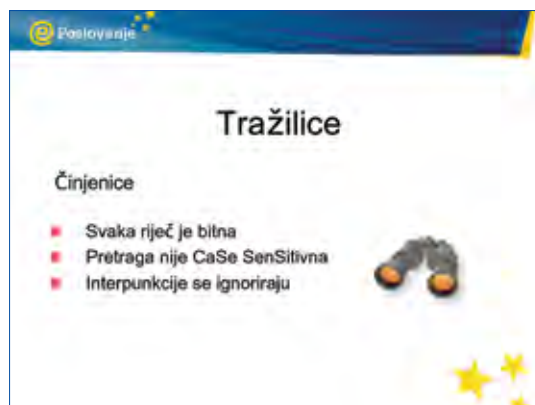 e Poslovanje
Tražilice
Činjenice
Svaka riječ je bitna
Pretraga nije CaSe SenSitivna
Interpunkcije se ignoriraju